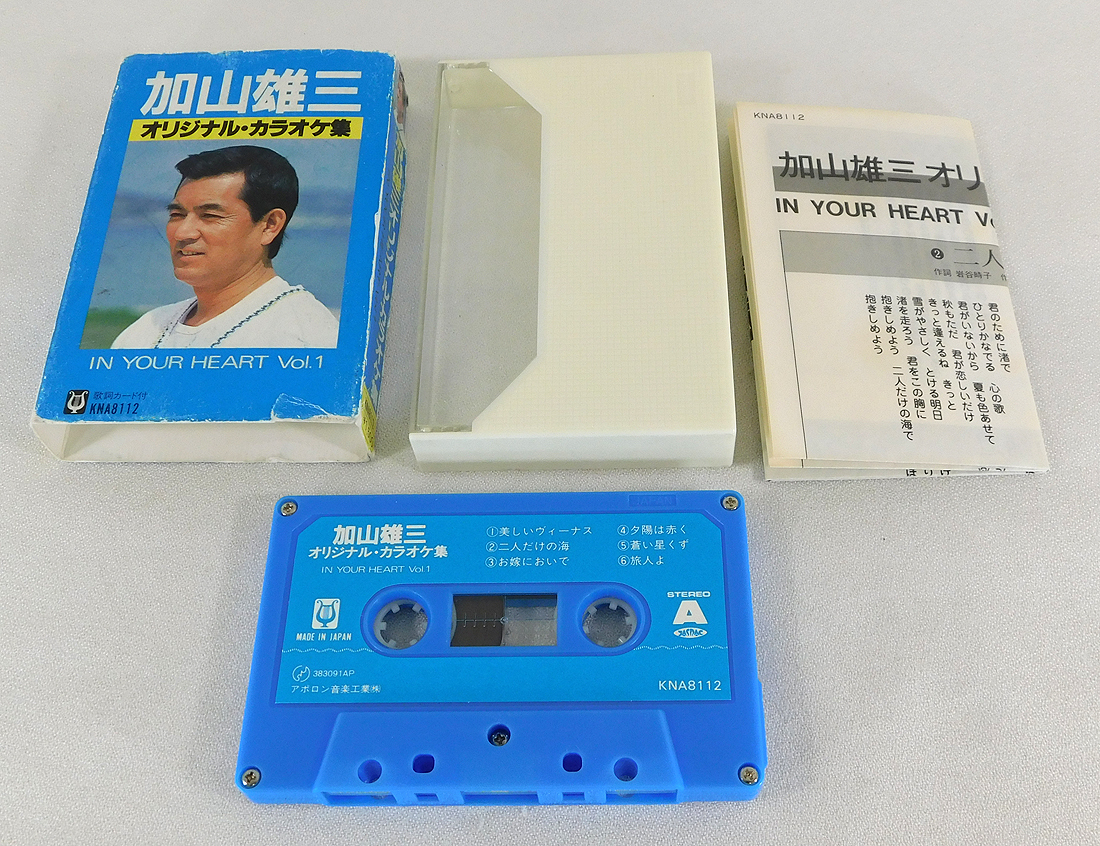 加山雄三
オリジナル・カラオケ集
IN YOUR HEART Vol.1
歌詞カード付
KNA8112
KNA8112
加山雄三 オリ
IN YOUR HEART Vo
❷ 二人
作詞 岩谷時子
君のために渚で 心の歌
ひとりかなでる 夏も色あせて
君がいないから
秋もただ 君が恋しいだけ
きっと逢えるね きっと
雪がやさしく とける明日
渚を走ろう 君をこの胸に
抱きしめよう 二人だけの海で
抱きしめよう
JAPAN
加山雄三
オリジナル・カラオケ集
IN YOUR HEART Vol.1
①美しいヴィーナス
②二人だけの海
③お嫁においで
④夕陽は赤く
⑤蒼い星くず
⑥旅人よ
MADE IN JAPAN
STEREO
A
383091AP
アポロン音楽工業㈱
KNA8112